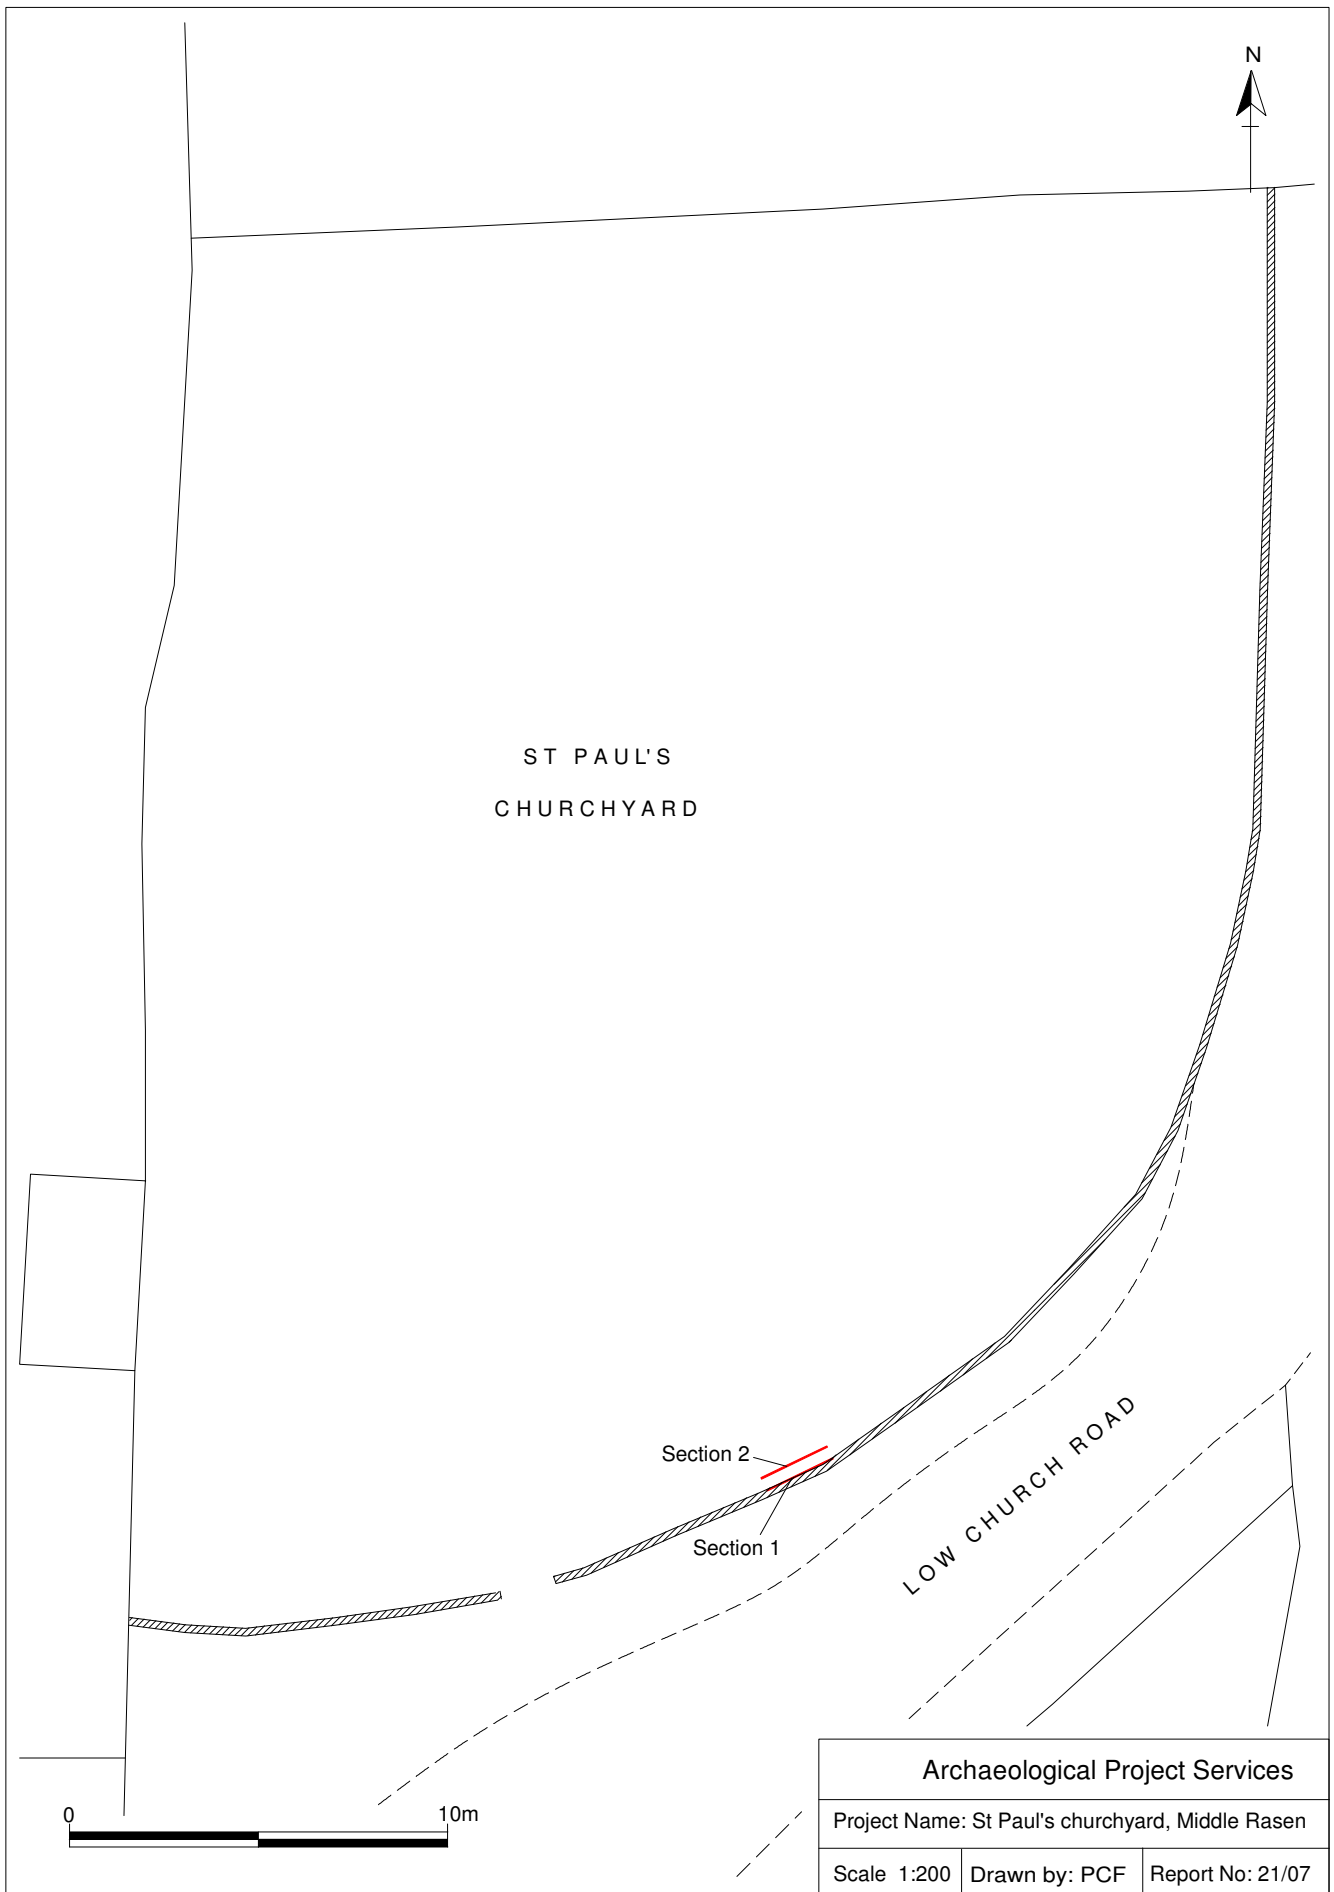 N
ST PAUL'S
CHURCHYARD
Section 2
Section 1
LOW CHURCH ROAD
0 10m
Archaeological Project Services
Project Name: St Paul's churchyard, Middle Rasen
Scale 1:200 Drawn by: PCF Report No: 21/07